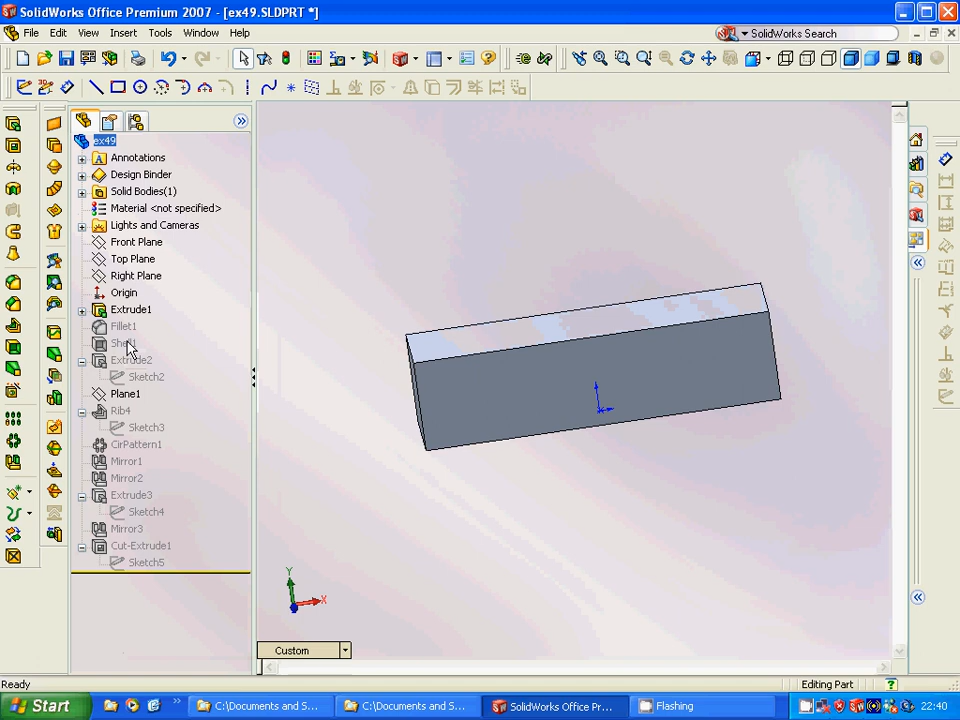 SolidWorks Office Premium 2007 - [ex49.SLDPRT *]
File Edit View Insert Tools Window Help
SolidWorks Search
ex49
Annotations
Design Binder
Solid Bodies(1)
Material <not specified>
Lights and Cameras
Front Plane
Top Plane
Right Plane
Origin
Extrude1
Fillet1
Extrude2
Sketch2
Plane1
Rib4
Sketch3
CirPattern1
Mirror1
Mirror2
Extrude3
Sketch4
Mirror3
Cut-Extrude1
Sketch5
Y
X
Custom
Ready
Editing Part
Start
C:\Documents and S...
C:\Documents and S...
SolidWorks Office Pr...
Flashing
22:40